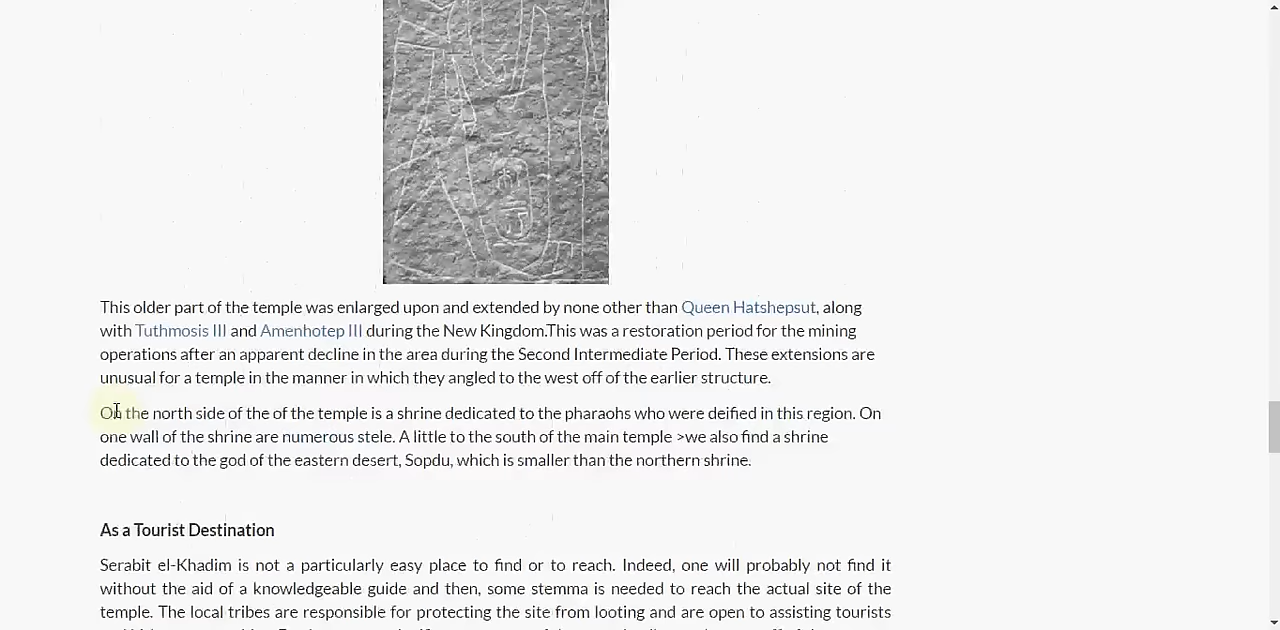 This older part of the temple was enlarged upon and extended by none other than Queen Hatshepsut, along
with Tuthmosis III and Amenhotep III during the New Kingdom.This was a restoration period for the mining
operations after an apparent decline in the area during the Second Intermediate Period. These extensions are
unusual for a temple in the manner in which they angled to the west off of the earlier structure.
On the north side of the of the temple is a shrine dedicated to the pharaohs who were deified in this region. On
one wall of the shrine are numerous stele. A little to the south of the main temple >we also find a shrine
dedicated to the god of the eastern desert, Sopdu, which is smaller than the northern shrine.
As a Tourist Destination
Serabit el-Khadim is not a particularly easy place to find or to reach. Indeed, one will probably not find it
without the aid of a knowledgeable guide and then, some stemma is needed to reach the actual site of the
temple. The local tribes are responsible for protecting the site from looting and are open to assisting tourists